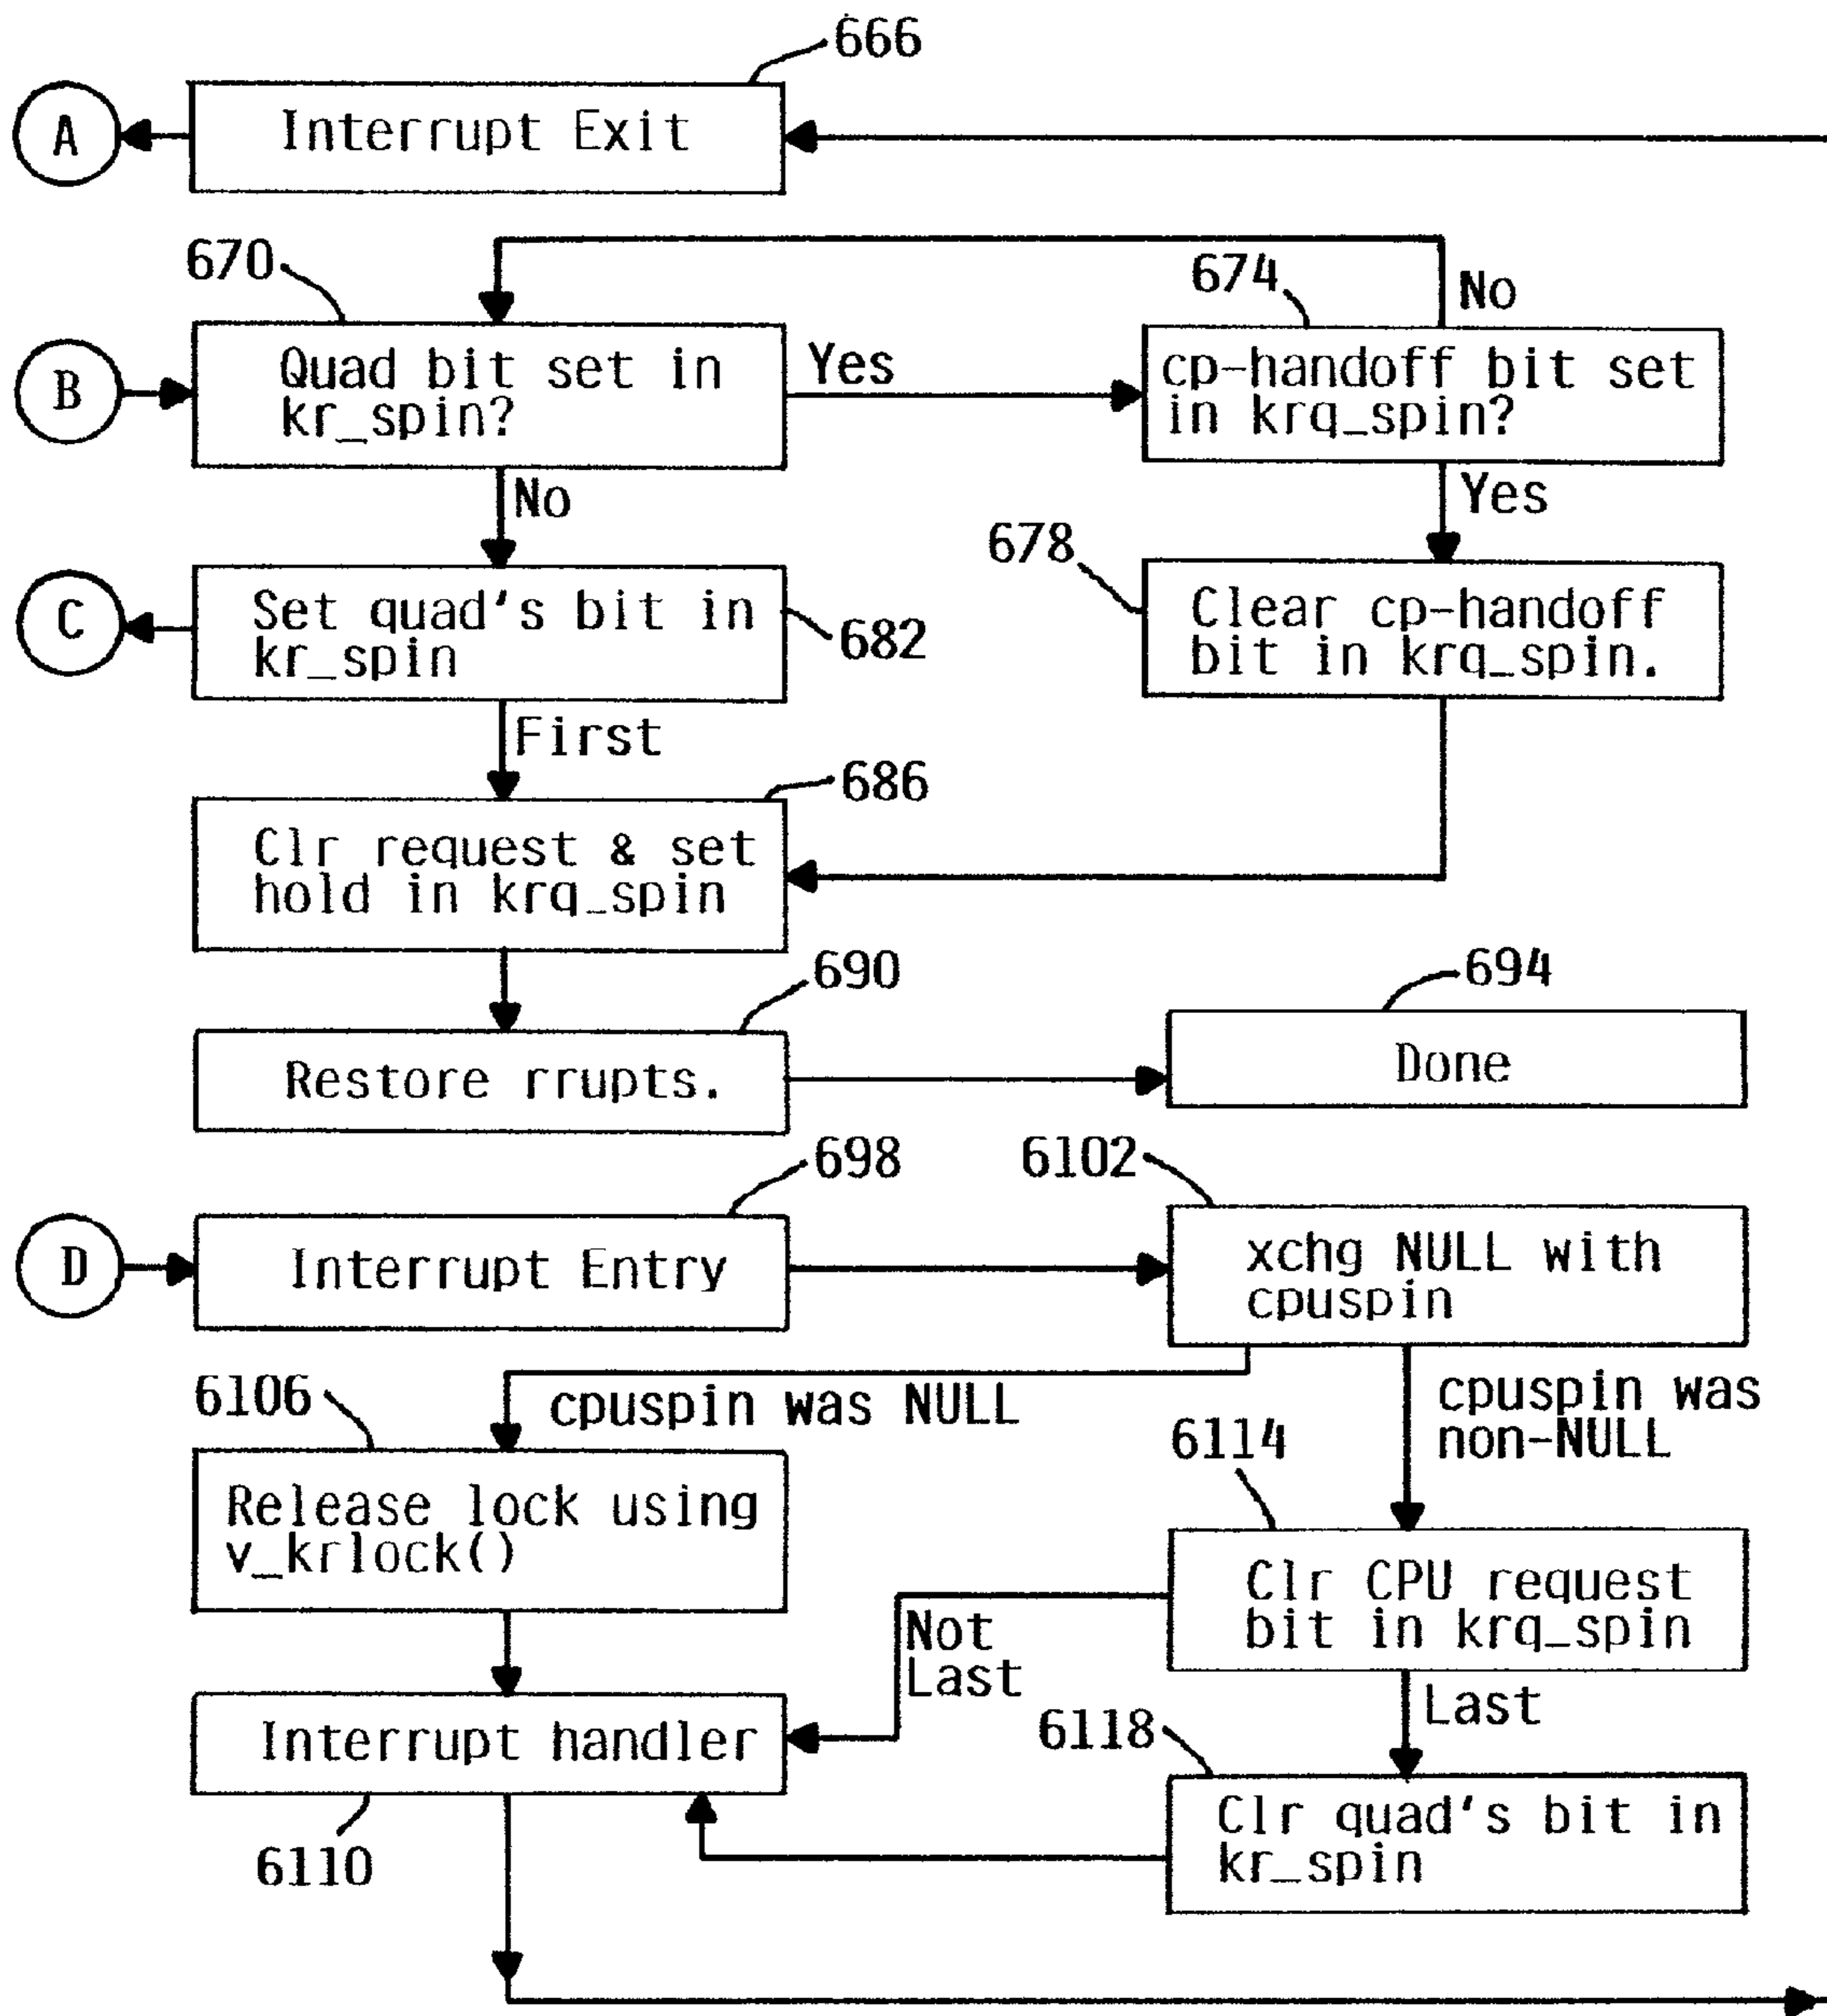 666
A
Interrupt Exit
670
674
No
B
Quad bit set in
kr_spin?
Yes
cp-handoff bit set
in krq_spin?
No
Yes
678
C
Set quad's bit in
kr_spin
682
Clear cp-handoff
bit in krq_spin.
First
686
Clr request & set
hold in krq_spin
690
694
Restore rrupts.
Done
698
6102
D
Interrupt Entry
xchg NULL with
cpuspin
6106
cpuspin was NULL
cpuspin was
non-NULL
6114
Release lock using
v_krlock()
Clr CPU request
bit in krq_spin
Not
Last
Last
Interrupt handler
6118
6110
Clr quad's bit in
kr_spin